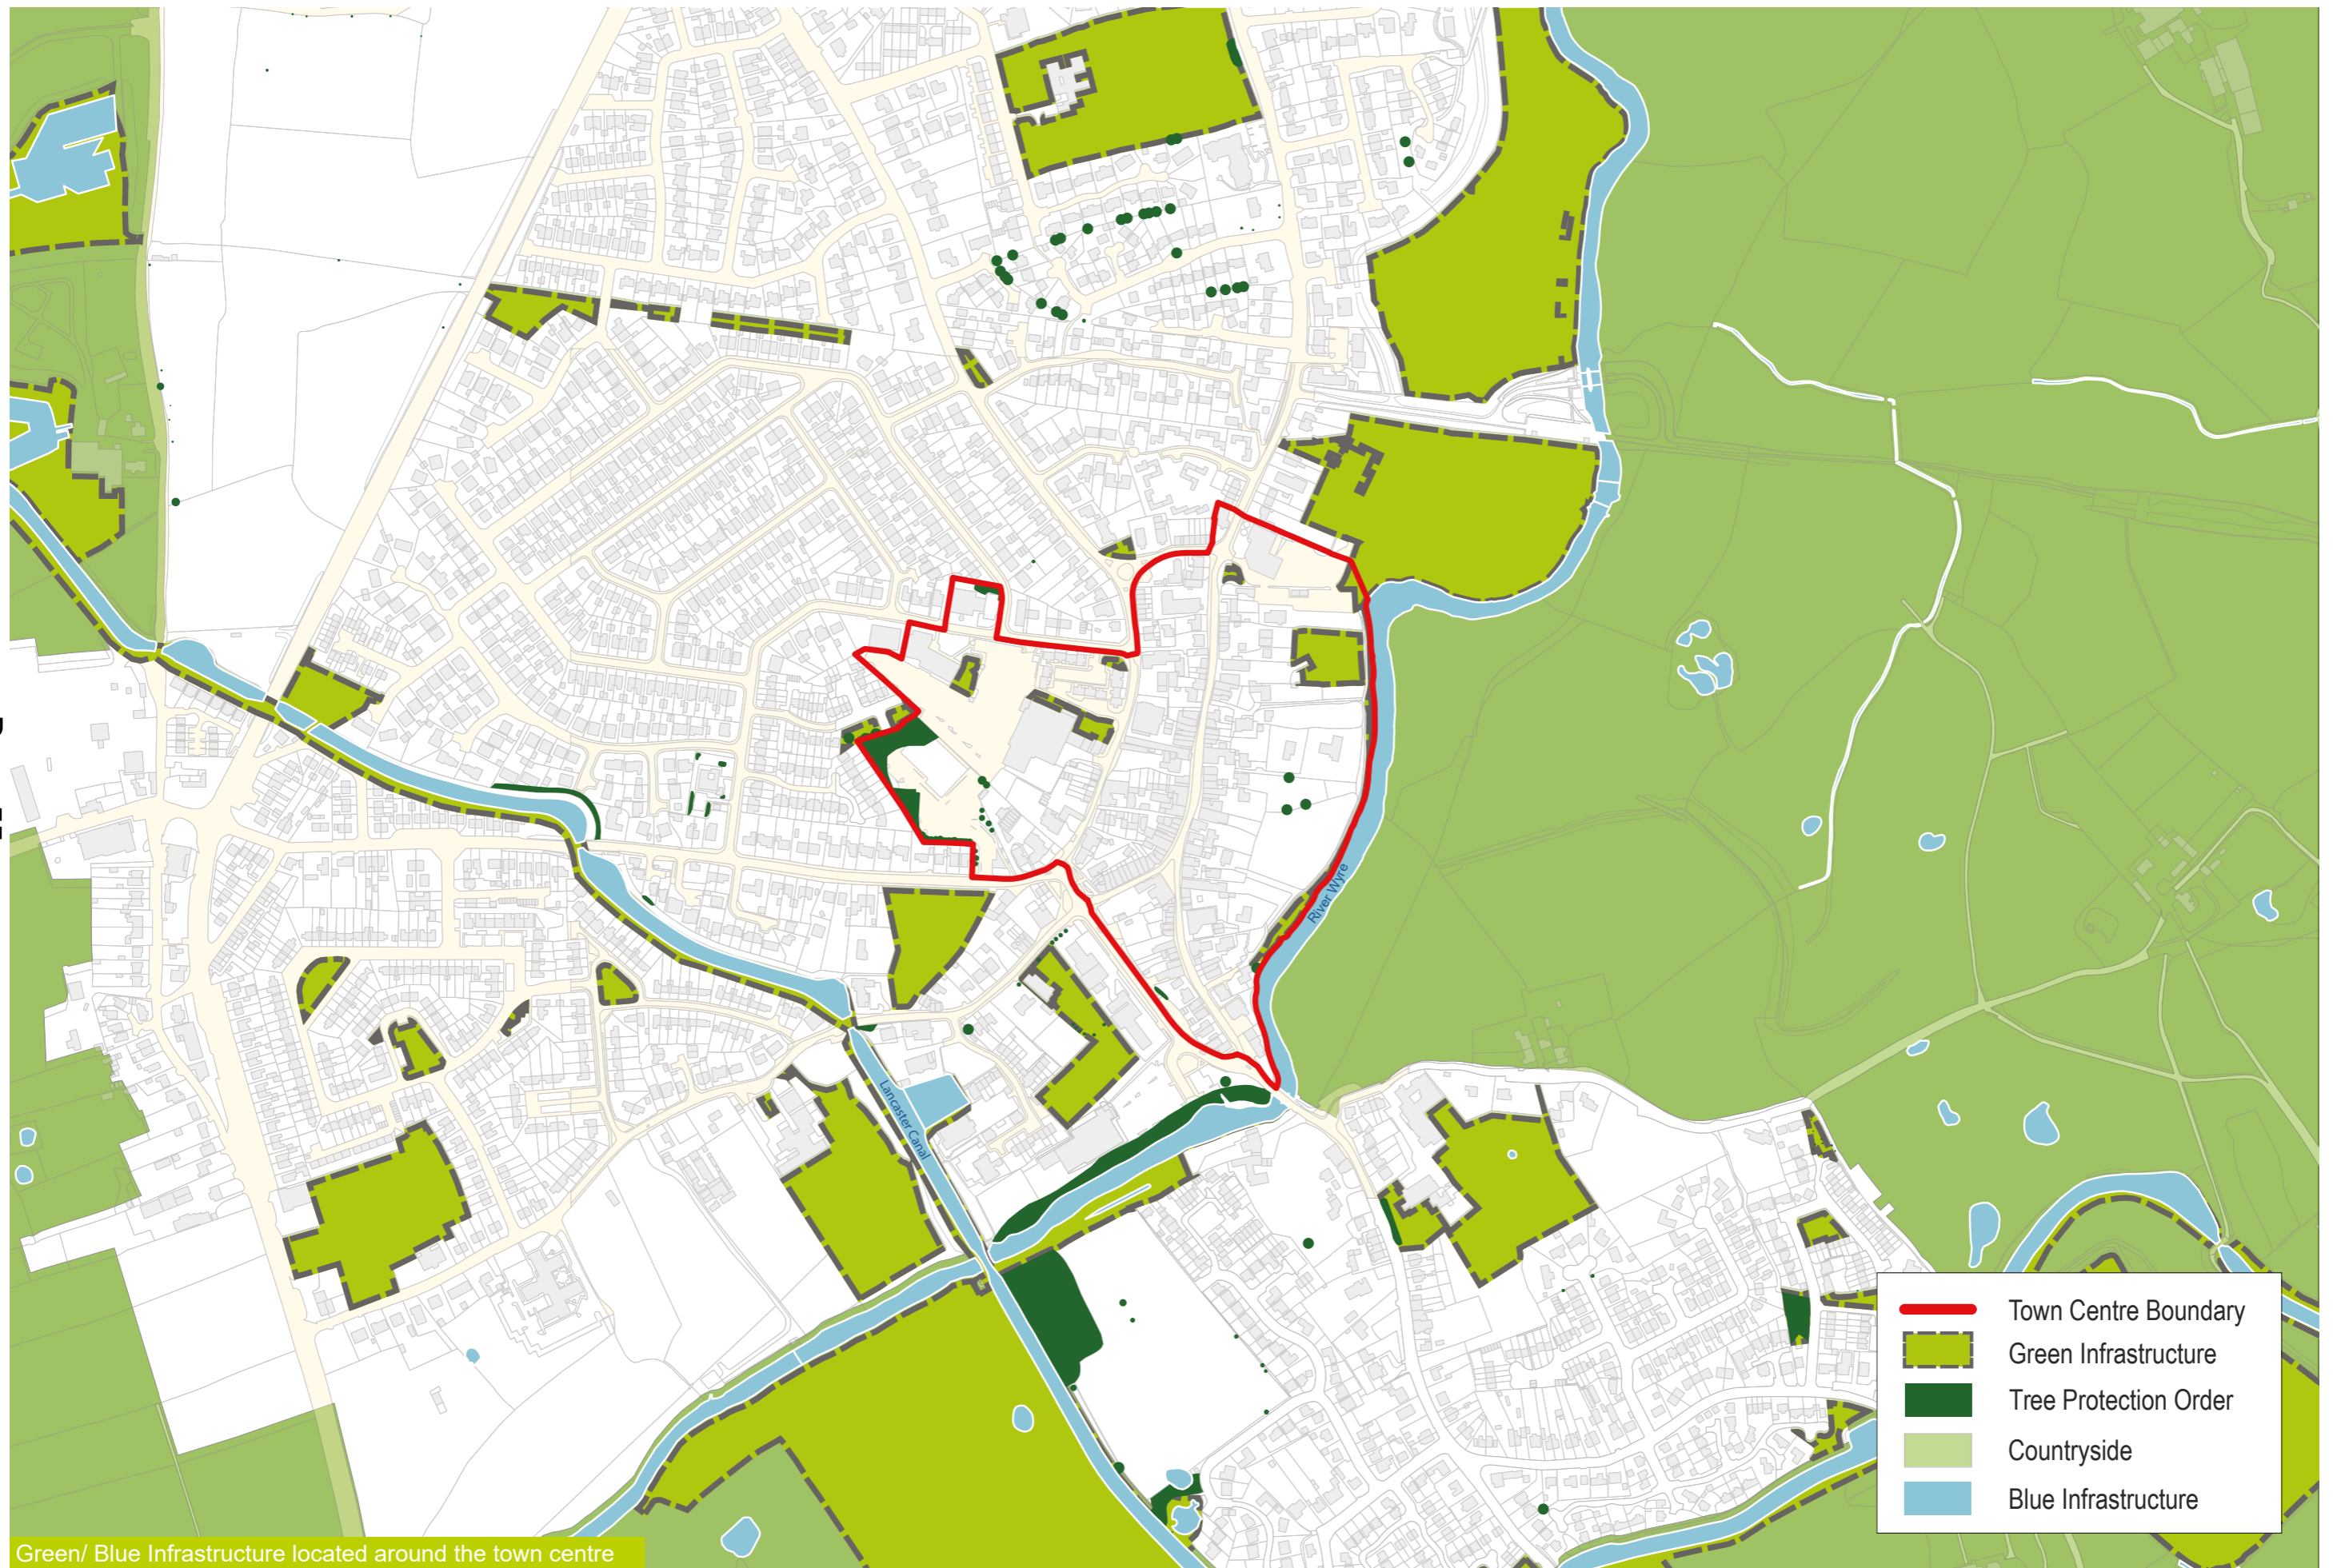 River Wyre
Lancaster Canal
Town Centre Boundary
Green Infrastructure
Tree Protection Order
Countryside
Blue Infrastructure
Green/ Blue Infrastructure located around the town centre